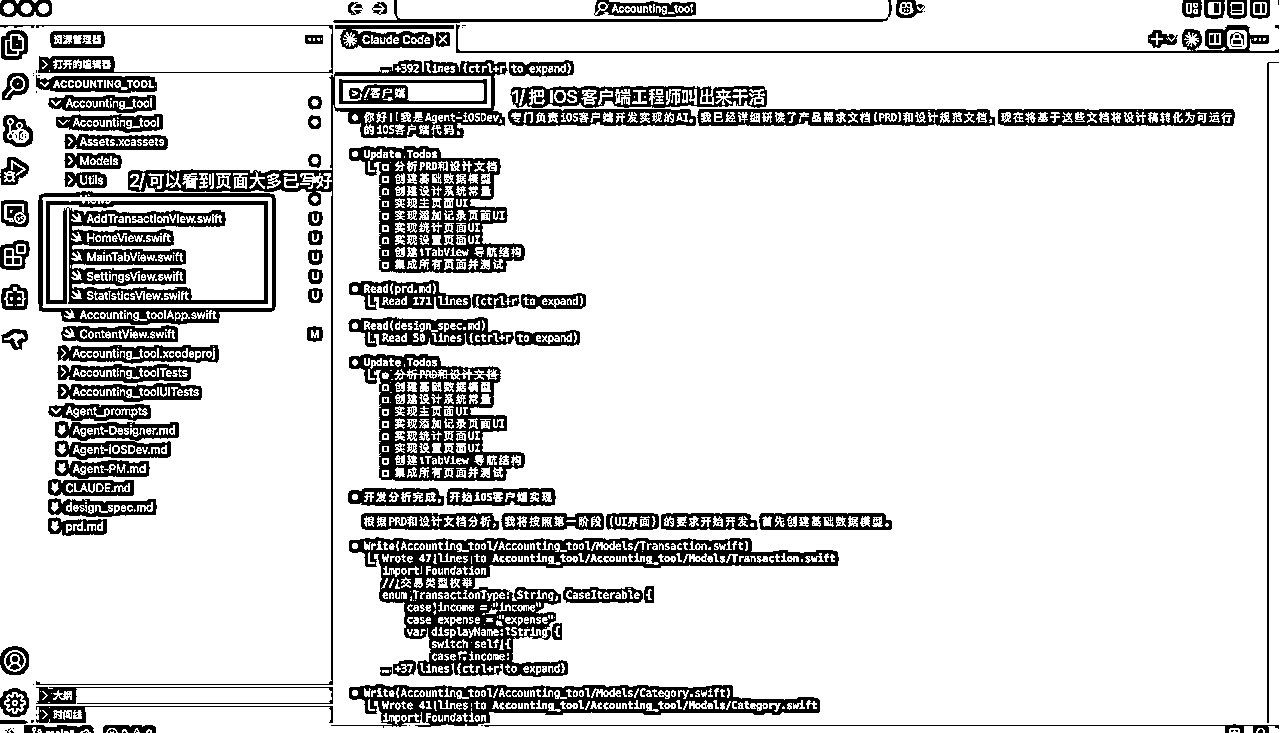 Accounting_tool
资源管理器
Claude Code
打开的编辑器
ACCOUNTING_TOOL
Accounting_tool
Accounting_tool
Assets.xcassets
Models
Utils
2/ 可以看到页面大多已写好
Views
AddTransactionView.swift
U
HomeView.swift
U
MainTabView.swift
U
SettingsView.swift
U
StatisticsView.swift
U
Accounting_toolApp.swift
ContentView.swift
M
Accounting_tool.xcodeproj
Accounting_toolTests
Accounting_toolUITests
Agent_prompts
Agent-Designer.md
Agent-iOSDev.md
Agent-PM.md
CLAUDE.md
design_spec.md
prd.md
大纲
时间线
… +392 lines (ctrl+r to expand)
> /客户端
1/ 把 IOS 客户端工程师叫出来干活
你好！我是Agent-iOSDev，专门负责iOS客户端开发实现的AI。我已经详细研读了产品需求文档(PRD)和设计规范文档，现在将基于这些文档将设计稿转化为可运行
的iOS客户端代码。
Update Todos
分析PRD和设计文档
创建基础数据模型
创建设计系统常量
实现主页面UI
实现添加记录页面UI
实现统计页面UI
实现设置页面UI
创建TabView 导航结构
集成所有页面并测试
Read(prd.md)
Read 171 lines (ctrl+r to expand)
Read(design_spec.md)
Read 50 lines (ctrl+r to expand)
Update Todos
分析PRD和设计文档
创建基础数据模型
创建设计系统常量
实现主页面UI
实现添加记录页面UI
实现统计页面UI
实现设置页面UI
创建TabView 导航结构
集成所有页面并测试
开发分析完成，开始iOS客户端实现
根据PRD和设计文档分析，我将按照第一阶段（UI界面）的要求开始开发。首先创建基础数据模型。
Write(Accounting_tool/Accounting_tool/Models/Transaction.swift)
Wrote 47 lines to Accounting_tool/Accounting_tool/Models/Transaction.swift
import Foundation
// 交易类型枚举
enum TransactionType: String, CaseIterable {
case income = "income"
case expense = "expense"
var displayName: String {
switch self {
case .income:
… +37 lines (ctrl+r to expand)
Write(Accounting_tool/Accounting_tool/Models/Category.swift)
Wrote 41 lines to Accounting_tool/Accounting_tool/Models/Category.swift
import Foundation